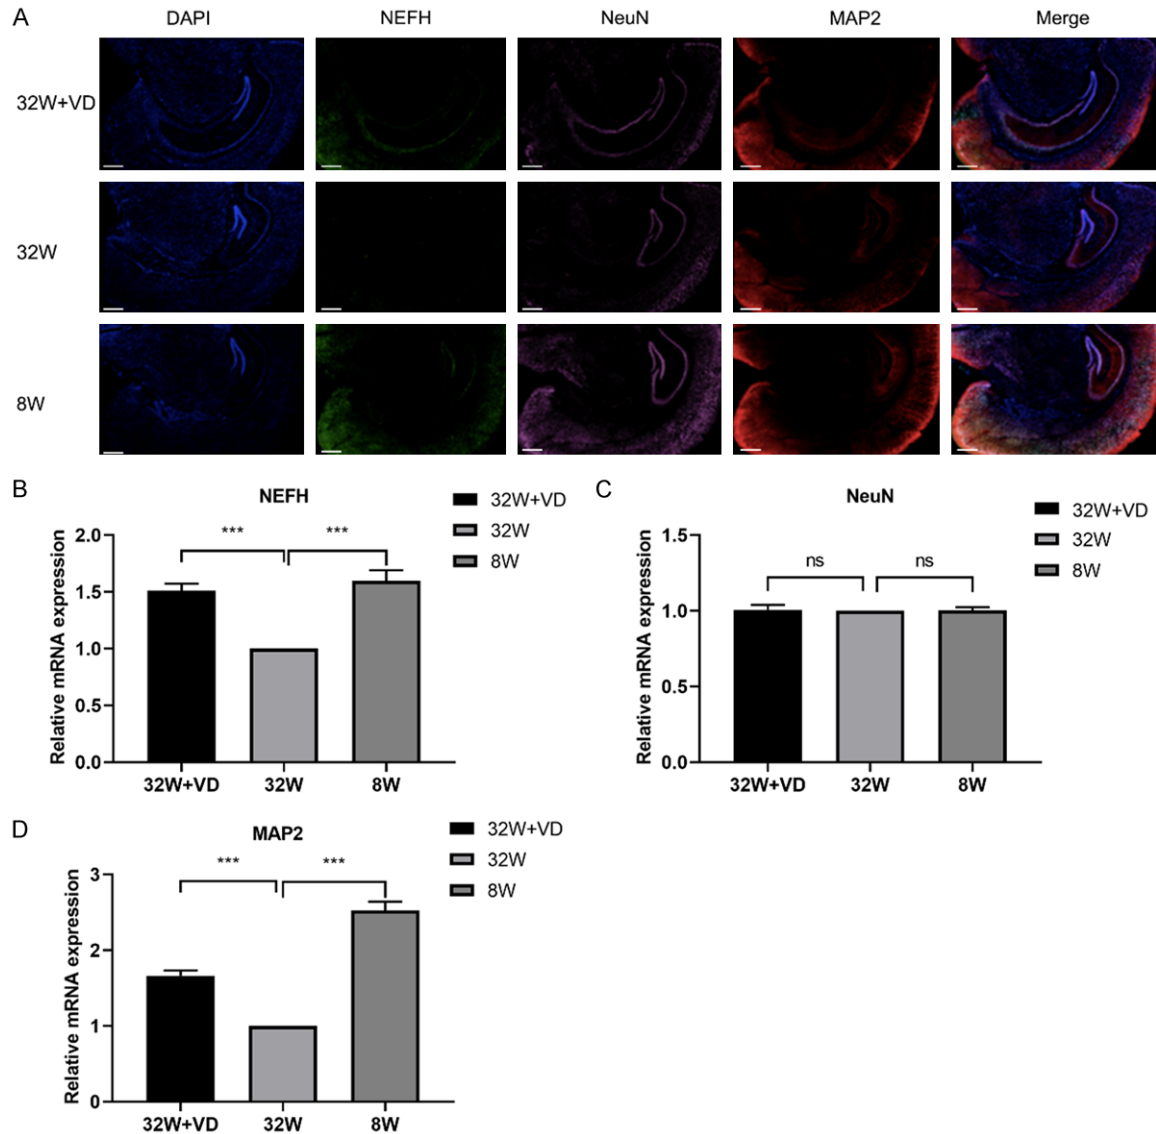 A
DAPI NEFH NeuN MAP2 Merge
32W+VD
32W
8W
B
NEFH
32W+VD
32W
8W
Relative mRNA expression
2.0
1.5
1.0
0.5
0.0
*** ***
32W+VD 32W 8W
C
NeuN
32W+VD
32W
8W
Relative mRNA expression
1.5
1.0
0.5
0.0
ns ns
32W+VD 32W 8W
D
MAP2
32W+VD
32W
8W
Relative mRNA expression
3
2
1
0
*** ***
32W+VD 32W 8W